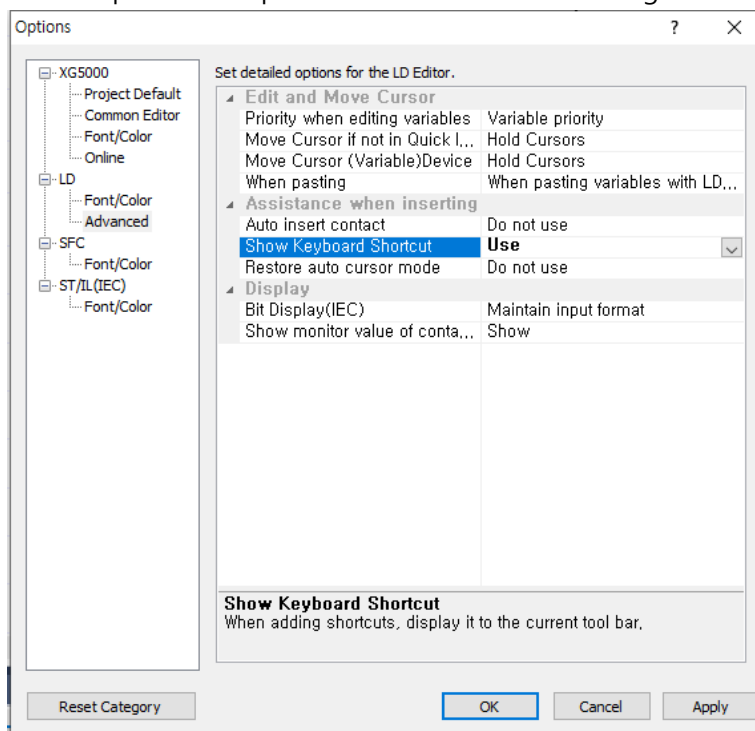 Options
? ×
XG5000
Project Default
Common Editor
Font/Color
Online
LD
Font/Color
Advanced
SFC
Font/Color
ST/IL(IEC)
Font/Color
Set detailed options for the LD Editor.
Edit and Move Cursor
Priority when editing variables Variable priority
Move Cursor if not in Quick I... Hold Cursors
Move Cursor (Variable)Device Hold Cursors
When pasting When pasting variables with LD...
Assistance when inserting
Auto insert contact Do not use
Show Keyboard Shortcut Use
Restore auto cursor mode Do not use
Display
Bit Display(IEC) Maintain input format
Show monitor value of conta... Show
Show Keyboard Shortcut
When adding shortcuts, display it to the current tool bar.
Reset Category OK Cancel Apply